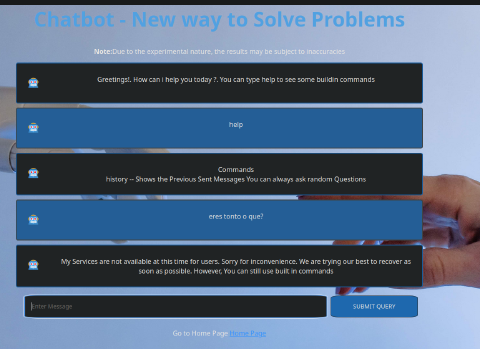 Chatbot - New way to Solve Problems
Note:Due to the experimental nature, the results may be subject to inaccuracies
Greetings!. How can i help you today ?. You can type help to see some buildin commands
help
Commands
history -- Shows the Previous Sent Messages You can always ask random Questions
eres tonto o que?
My Services are not available at this time for users. Sorry for inconvenience. We are trying our best to recover as
soon as possible. However, You can still use built in commands
Enter Message
SUBMIT QUERY
Go to Home Page Home Page